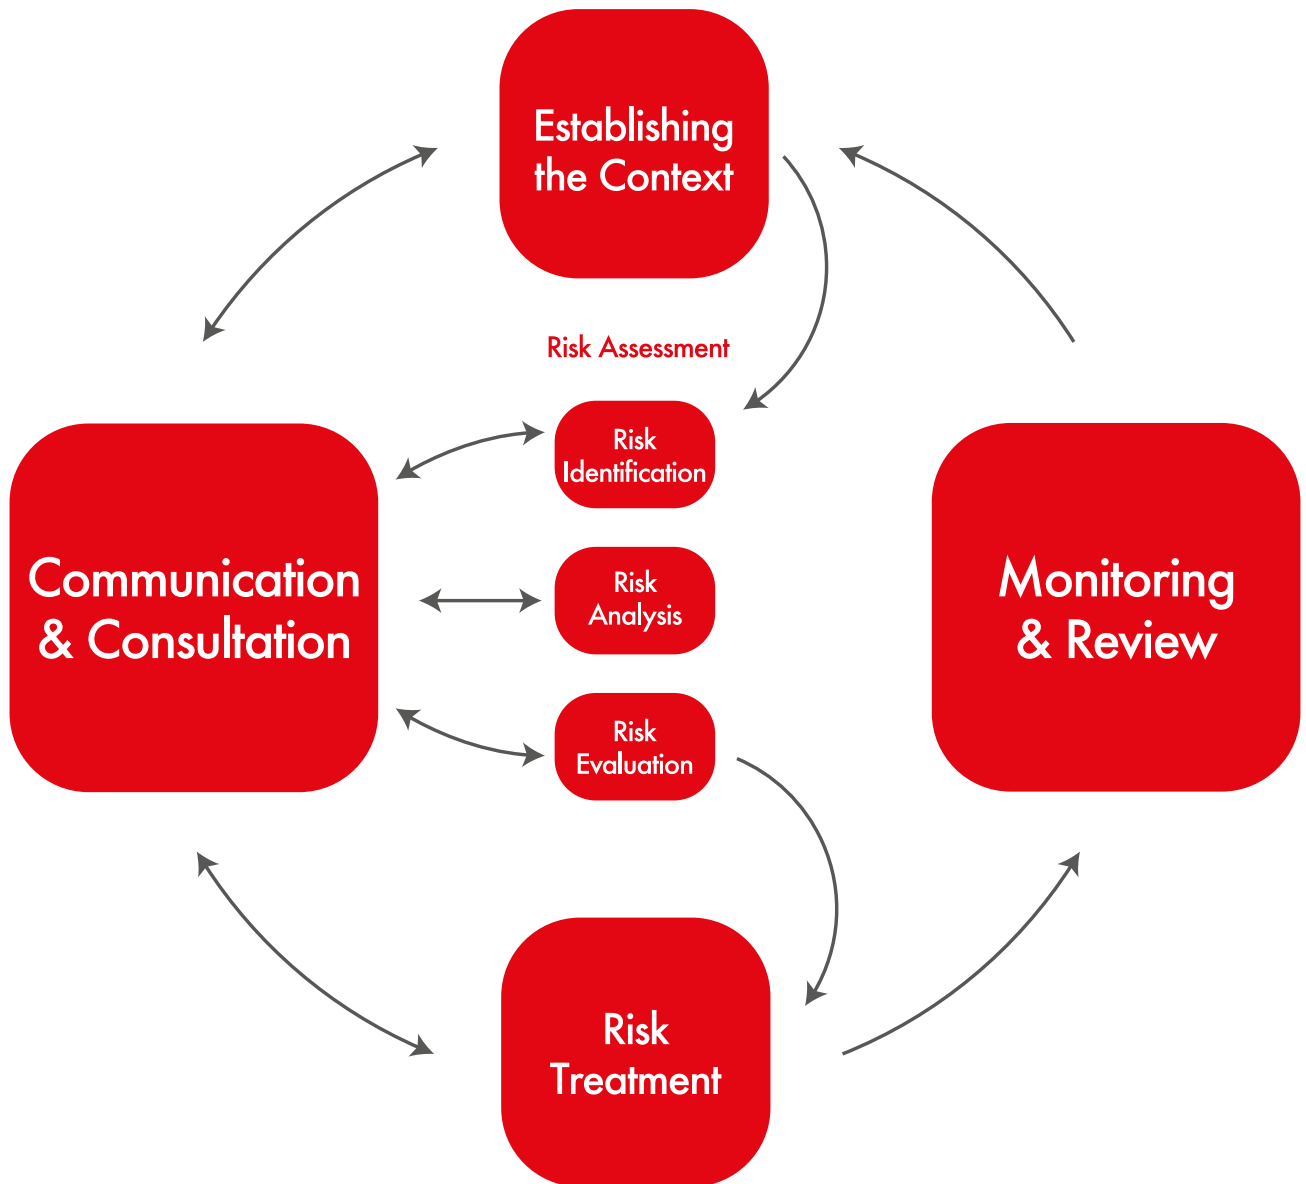 Establishing
the Context
Risk Assessment
Risk
Identification
Communication
& Consultation
Risk
Analysis
Monitoring
& Review
Risk
Evaluation
Risk
Treatment